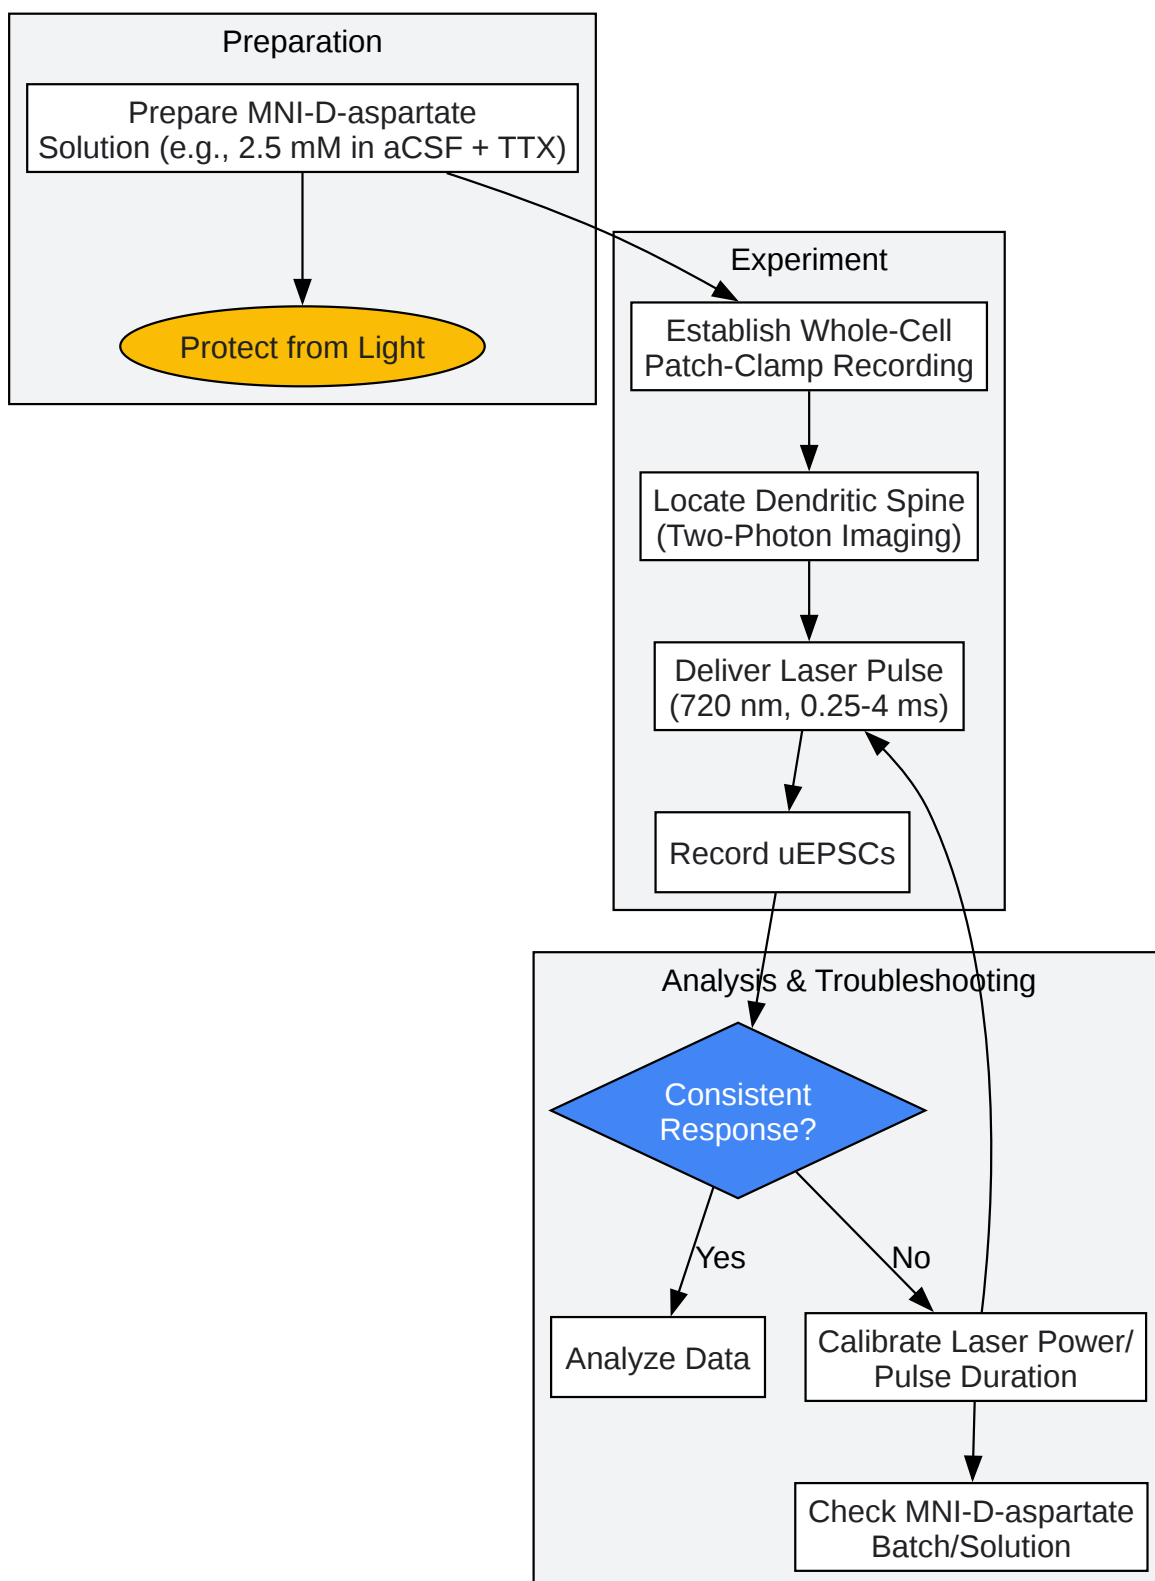 Preparation
Prepare MNI-D-aspartate
Solution (e.g., 2.5 mM in aCSF + TTX)
Protect from Light
Experiment
Establish Whole-Cell
Patch-Clamp Recording
Locate Dendritic Spine
(Two-Photon Imaging)
Deliver Laser Pulse
(720 nm, 0.25-4 ms)
Record uEPSCs
Analysis & Troubleshooting
Consistent
Response?
Yes
No
Analyze Data
Calibrate Laser Power/
Pulse Duration
Check MNI-D-aspartate
Batch/Solution